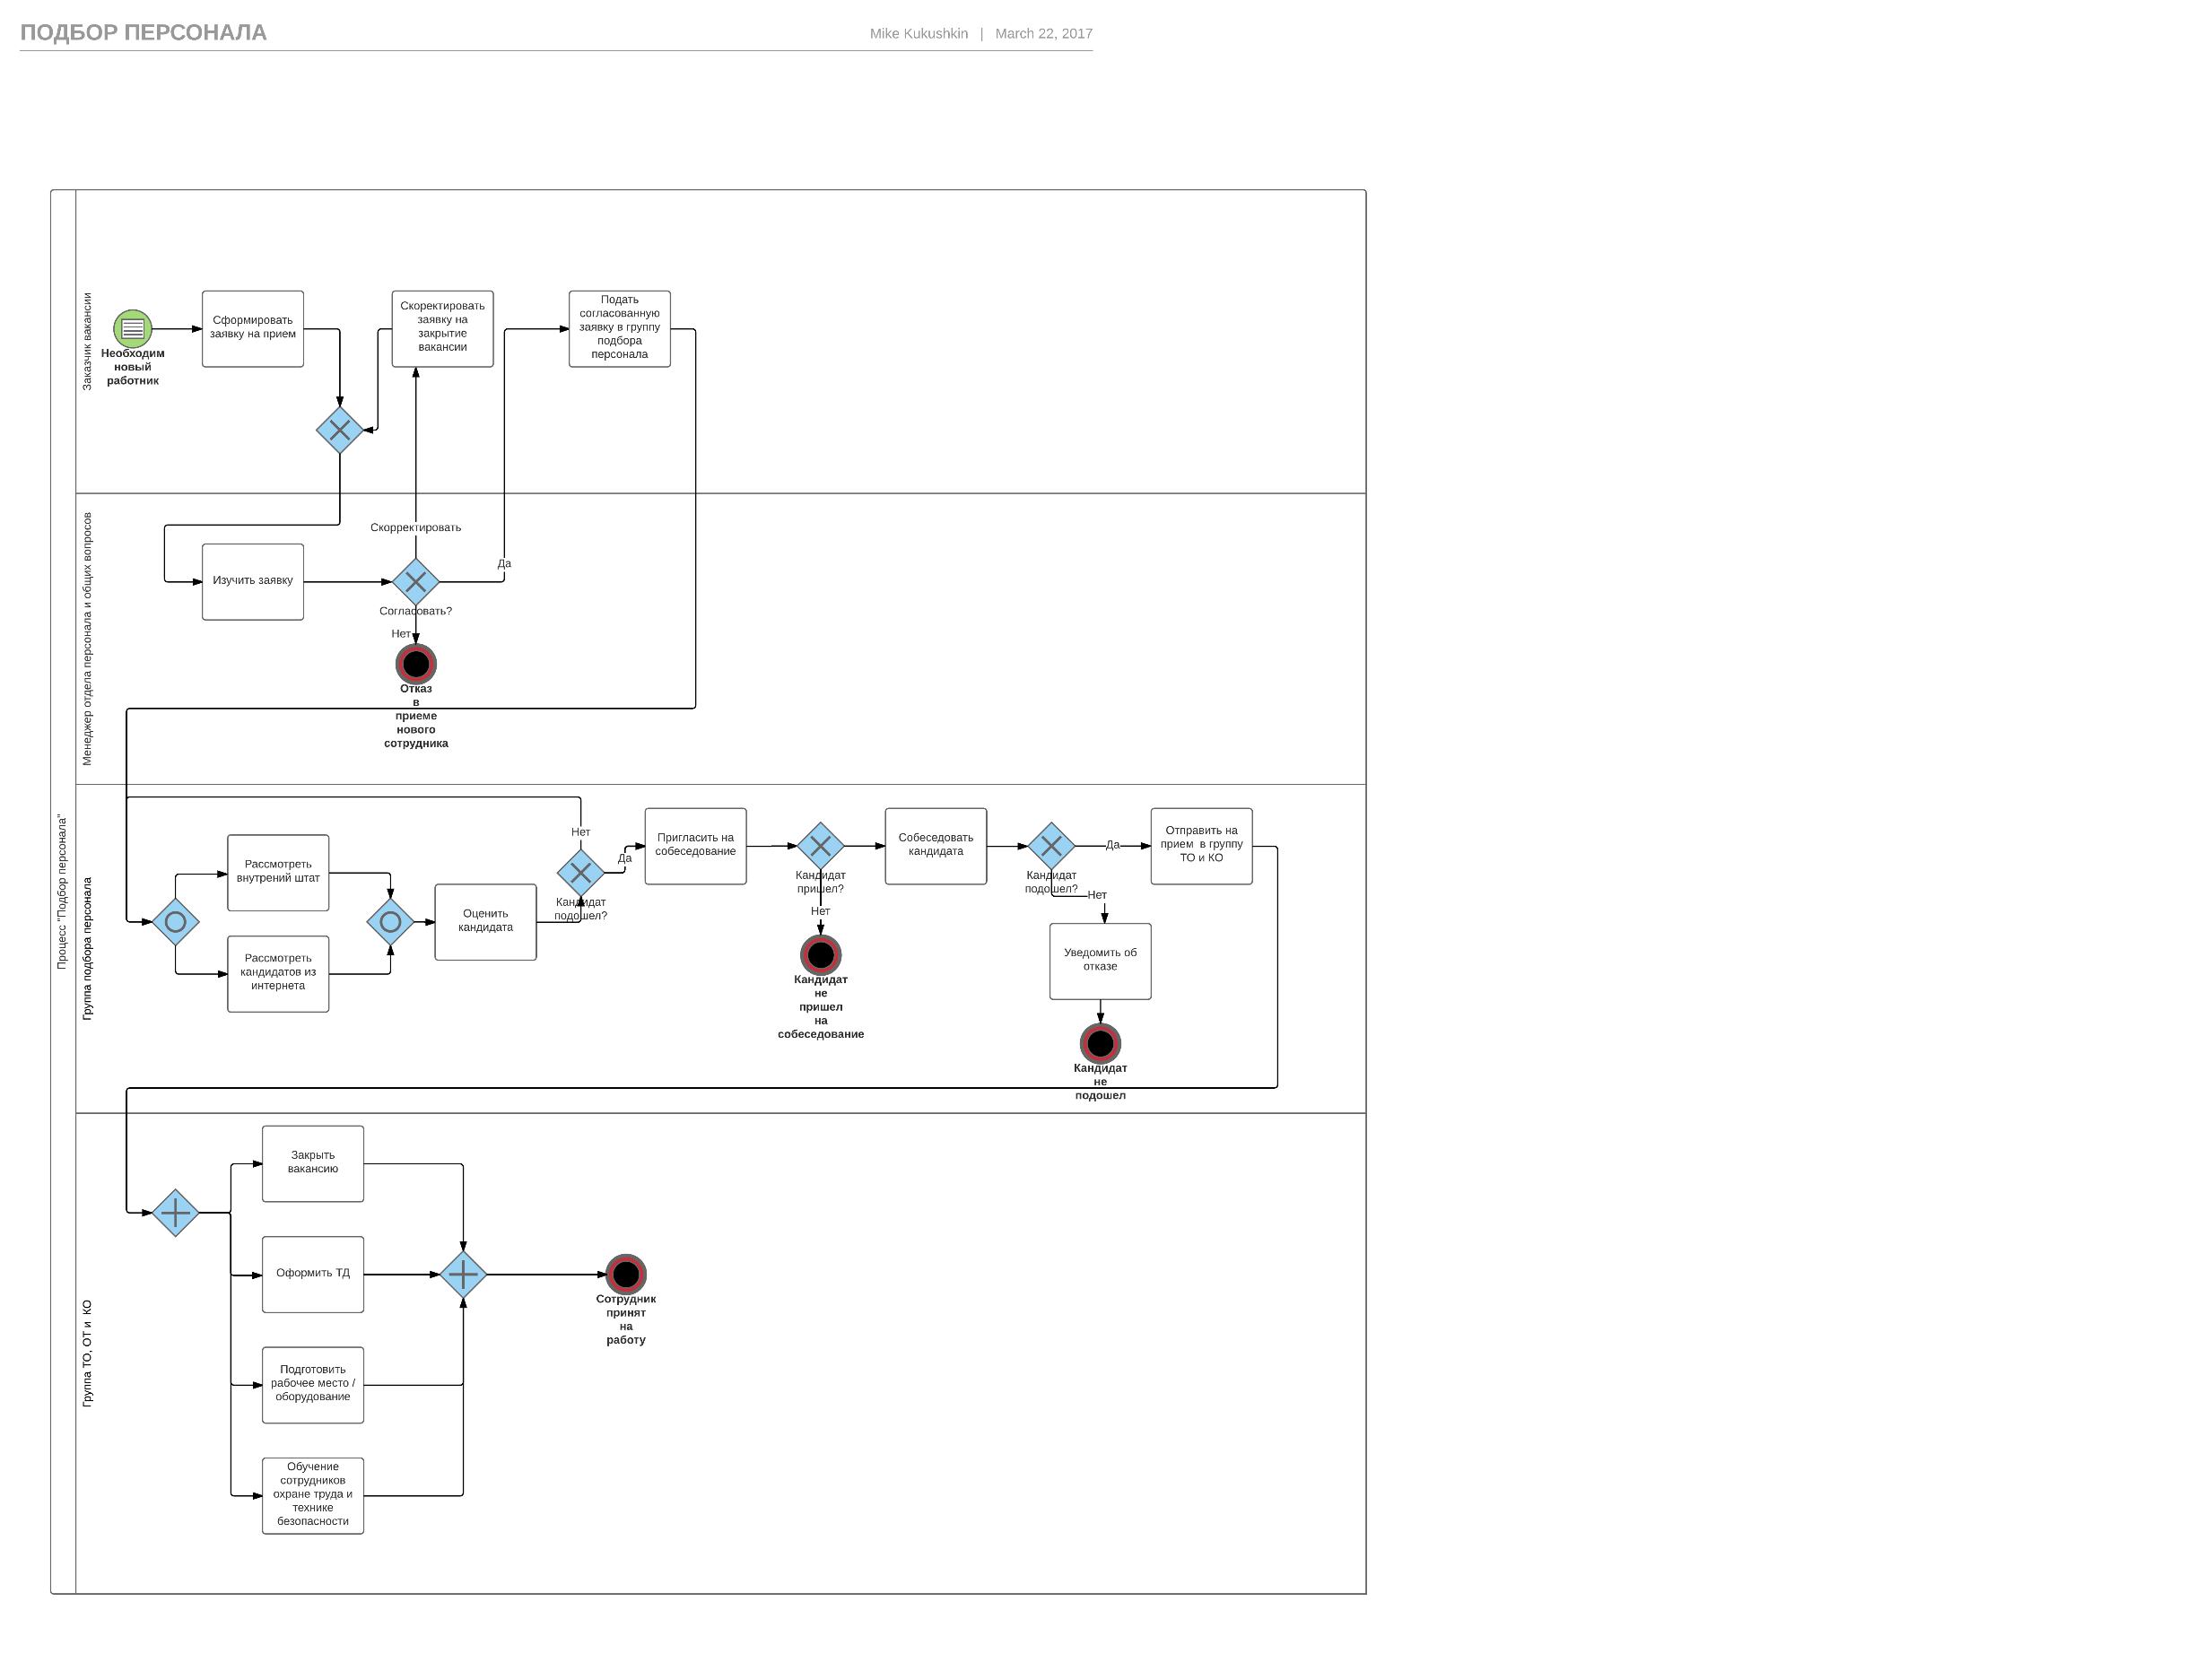 ПОДБОР ПЕРСОНАЛА
Mike Kukushkin | March 22, 2017
Процесс "Подбор персонала"
Заказчик вакансии
Необходим
новый
работник
Сформировать
заявку на прием
Скоректировать
заявку на
закрытие
вакансии
Подать
согласованную
заявку в группу
подбора
персонала
Менеджер отдела персонала и общих вопросов
Изучить заявку
Скорректировать
Да
Согласовать?
Нет
Отказ
в
приеме
нового
сотрудника
Группа подбора персонала
Рассмотреть
внутрений штат
Рассмотреть
кандидатов из
интернета
Оценить
кандидата
Нет
Да
Кандидат
подошел?
Пригласить на
собеседование
Кандидат
пришел?
Нет
Кандидат
не
пришел
на
собеседование
Собеседовать
кандидата
Кандидат
подошел?
Да
Нет
Отправить на
прием в группу
ТО и КО
Уведомить об
отказе
Кандидат
не
подошел
Группа ТО, ОТ и КО
Закрыть
вакансию
Оформить ТД
Подготовить
рабочее место /
оборудование
Обучение
сотрудников
охране труда и
технике
безопасности
Сотрудник
принят
на
работу